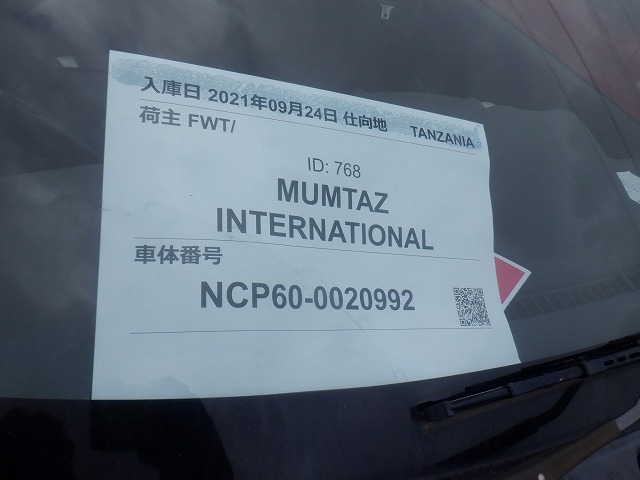 入庫日 2021年09月24日 仕向地 TANZANIA
荷主 FWT/
ID: 768
MUMTAZ
INTERNATIONAL
車体番号
NCP60-0020992